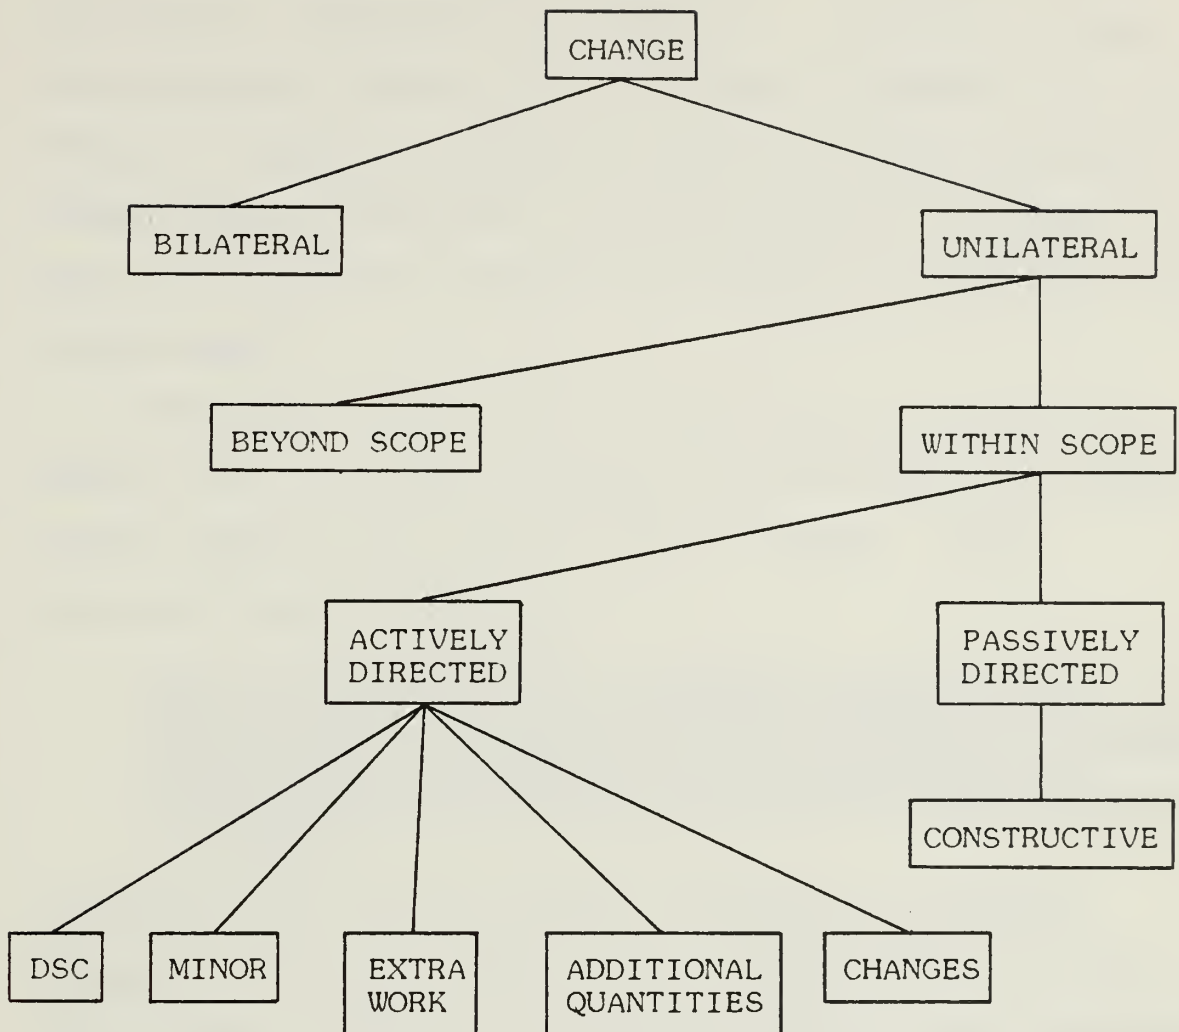 CHANGE
BILATERAL
UNILATERAL
BEYOND SCOPE
WITHIN SCOPE
ACTIVELY
DIRECTED
PASSIVELY
DIRECTED
CONSTRUCTIVE
DSC
MINOR
EXTRA
WORK
ADDITIONAL
QUANTITIES
CHANGES